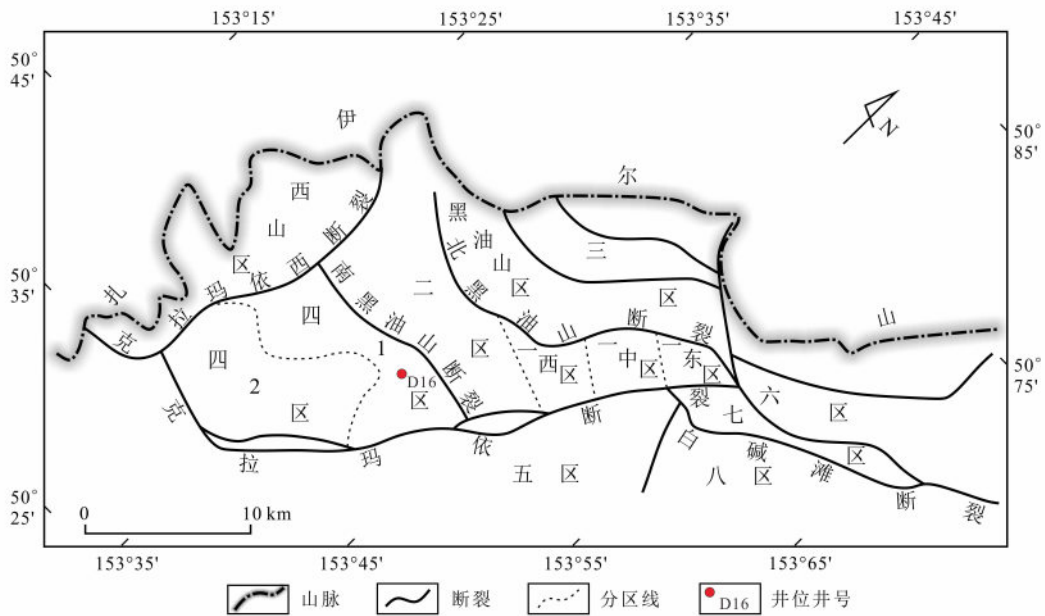 153°15'
153°25'
153°35'
153°45'
50°
45'
50°
85'
50°
35'
50°
75'
50°
25'
N
扎
伊
尔
山
西
山
区
克拉玛依西断裂
南黑油山断裂
北黑油山断裂
黑
油
山
区
三
区
二
区
四
1
区
四
2
区
D16
一
西
区
一
中
区
一
东
区
克拉玛依断裂
五 区
六
区
七
区
八 区
白碱滩断裂
0 10 km
153°35'
153°45'
153°55'
153°65'
山脉
断裂
分区线
D16
井位井号